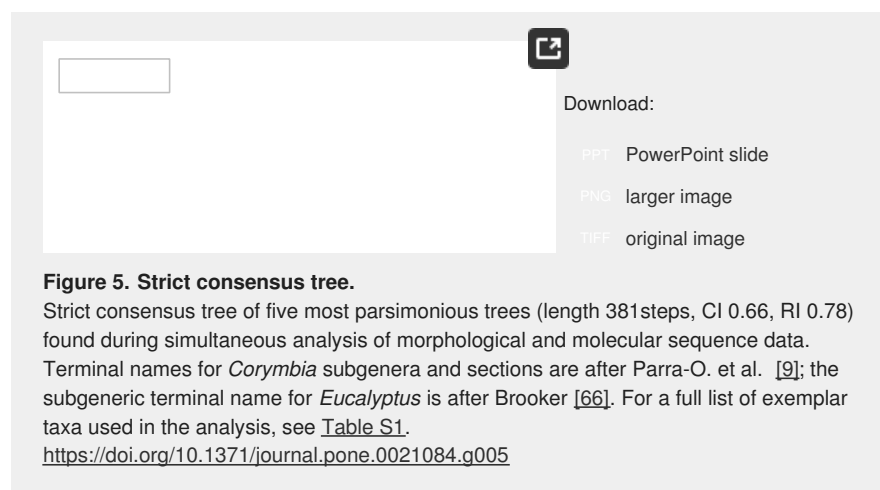 Download:
PPT PowerPoint slide
PNG larger image
TIFF original image
Figure 5. Strict consensus tree.
Strict consensus tree of five most parsimonious trees (length 381steps, CI 0.66, RI 0.78)
found during simultaneous analysis of morphological and molecular sequence data.
Terminal names for Corymbia subgenera and sections are after Parra-O. et al. [9]; the
subgeneric terminal name for Eucalyptus is after Brooker [66]. For a full list of exemplar
taxa used in the analysis, see Table S1.
https://doi.org/10.1371/journal.pone.0021084.g005